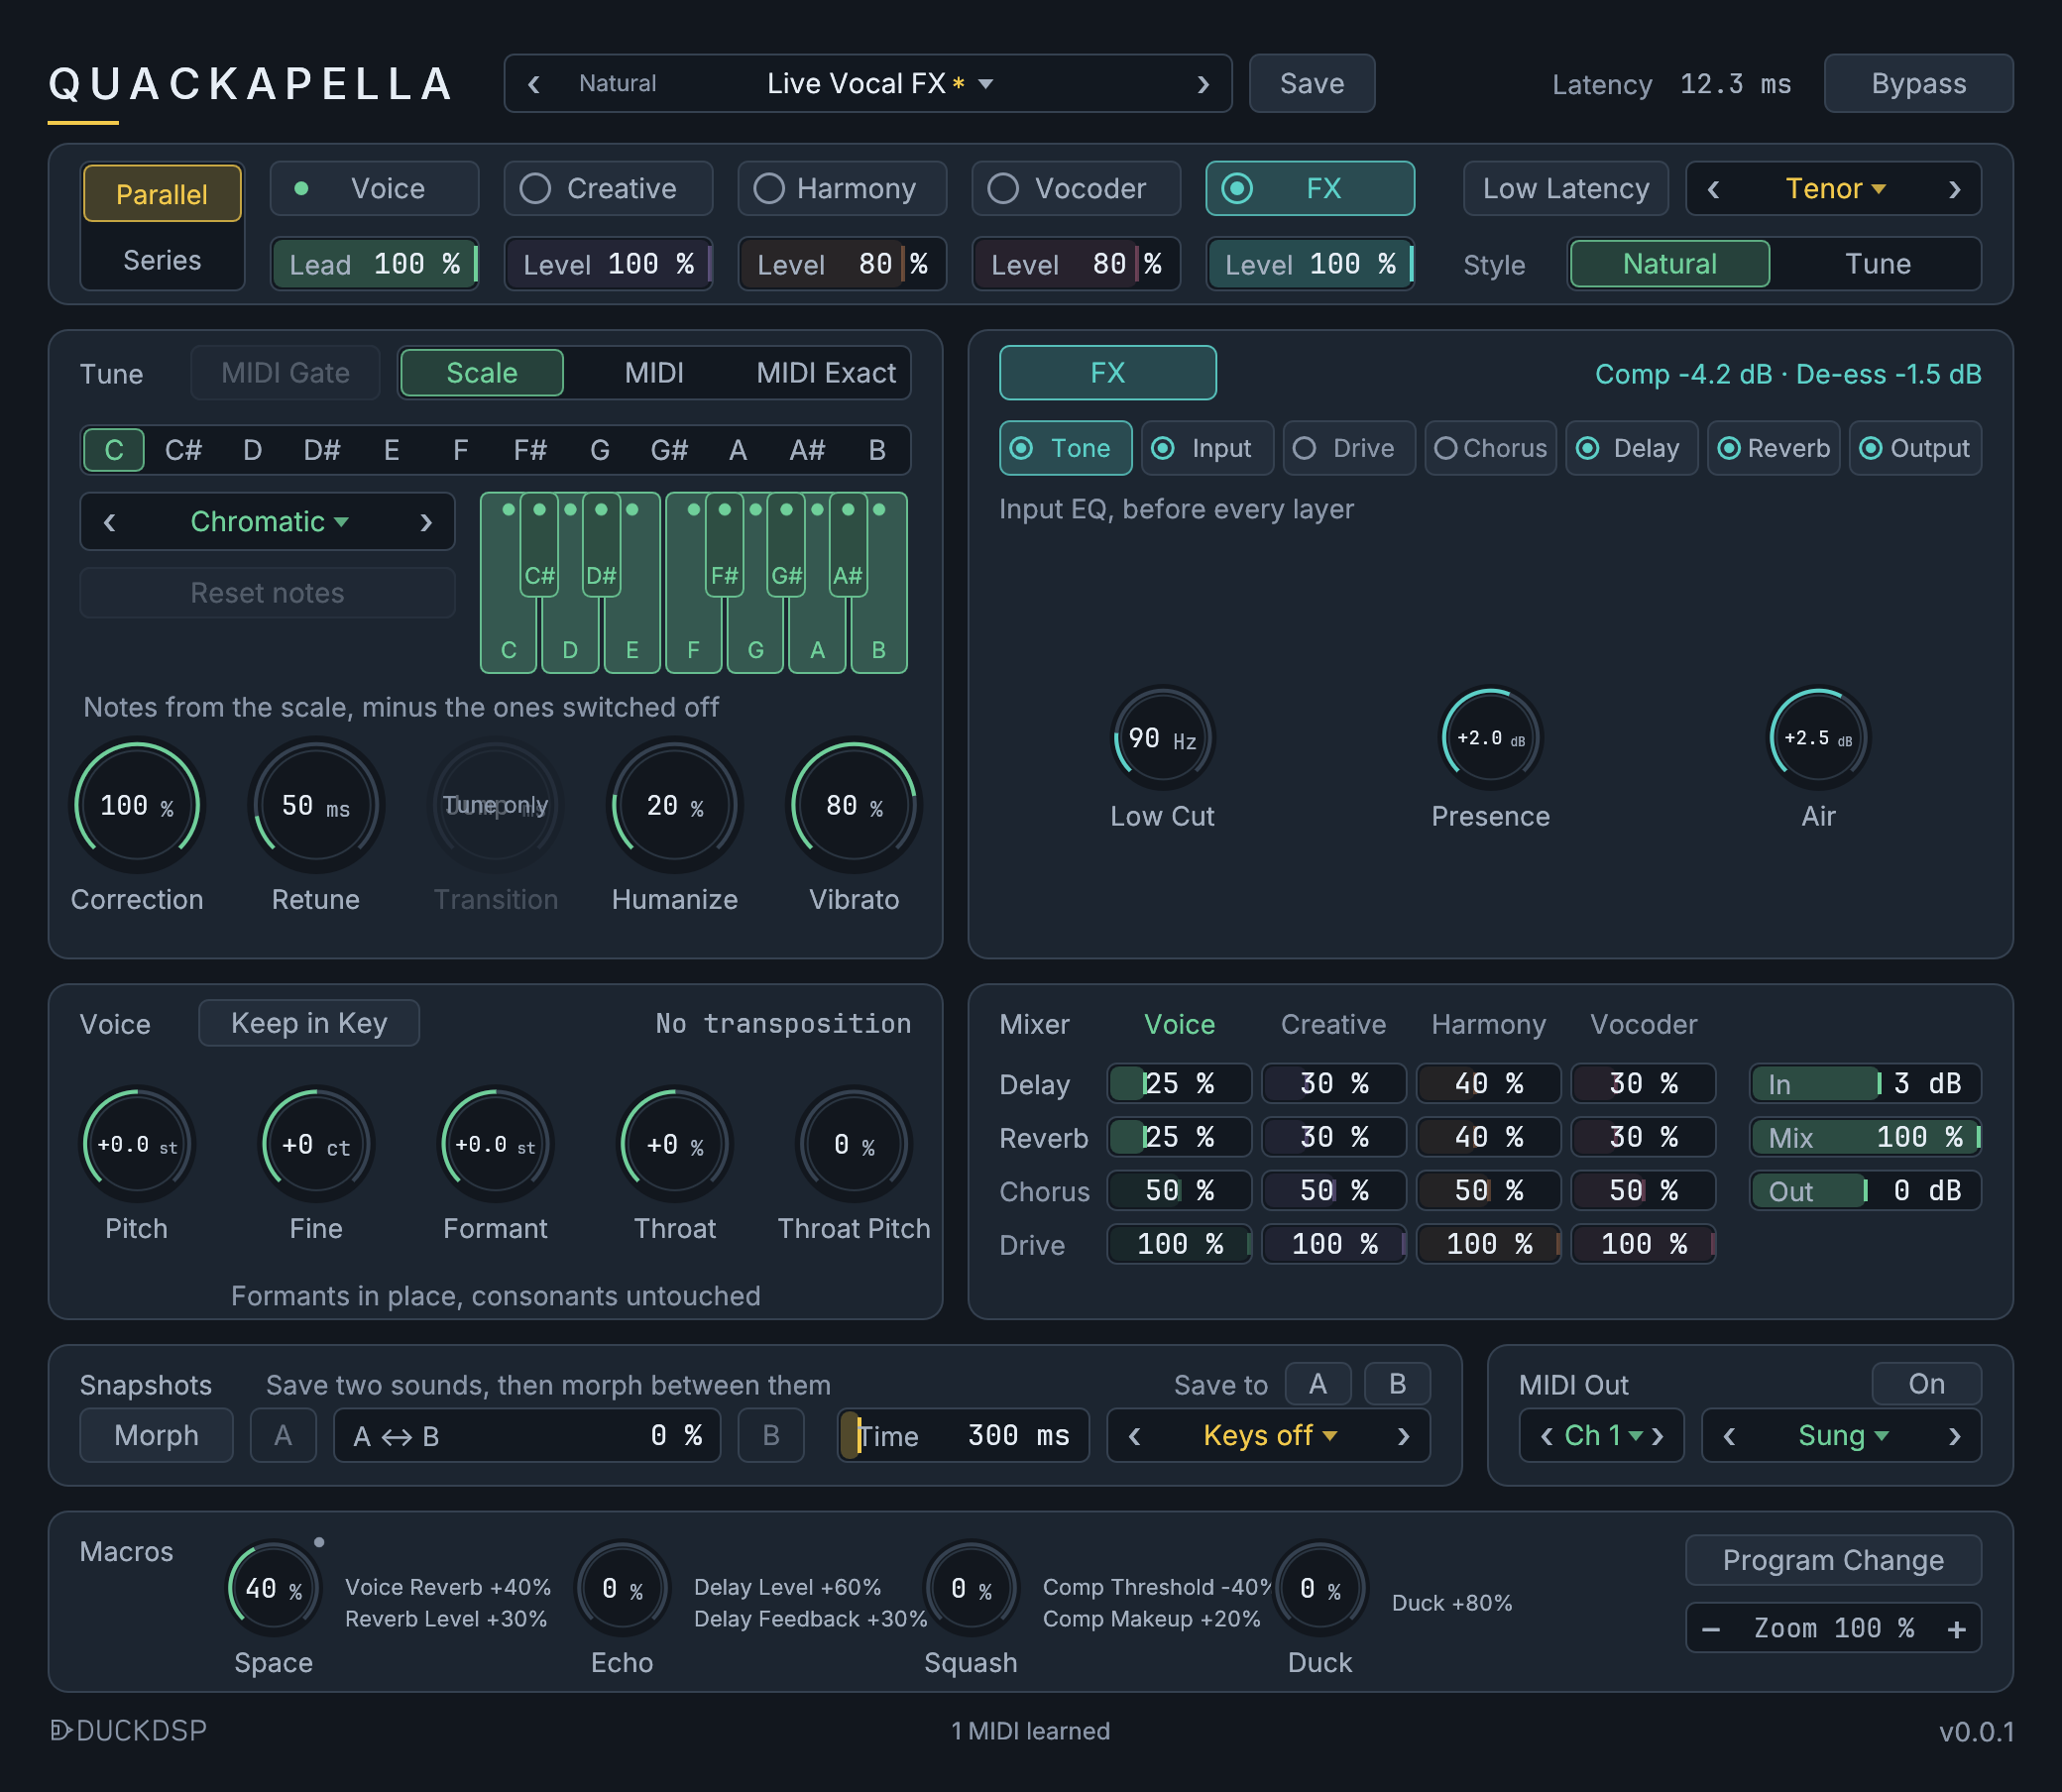 QUACKAPELLA
‹ Natural Live Vocal FX * ›
Save
Latency 12.3 ms
Bypass
Parallel
Voice
Creative
Harmony
Vocoder
FX
Low Latency
‹ Tenor ›
Series
Lead 100 %
Level 100 %
Level 80 %
Level 80 %
Level 100 %
Style
Natural
Tune
Tune
MIDI Gate
Scale
MIDI
MIDI Exact
C C# D D# E F F# G G# A A# B
‹ Chromatic ›
Reset notes
C# D# F# G# A#
C D E F G A B
Notes from the scale, minus the ones switched off
100 %
50 ms
Tune only
20 %
80 %
Correction
Retune
Transition
Humanize
Vibrato
FX
Comp -4.2 dB · De-ess -1.5 dB
Tone
Input
Drive
Chorus
Delay
Reverb
Output
Input EQ, before every layer
90 Hz
+2.0 dB
+2.5 dB
Low Cut
Presence
Air
Voice
Keep in Key
No transposition
+0.0 st
+0 ct
+0.0 st
+0 %
0 %
Pitch
Fine
Formant
Throat
Throat Pitch
Formants in place, consonants untouched
Mixer
Voice
Creative
Harmony
Vocoder
Delay 25 % 30 % 40 % 30 %
In 3 dB
Reverb 25 % 30 % 40 % 30 %
Mix 100 %
Chorus 50 % 50 % 50 % 50 %
Out 0 dB
Drive 100 % 100 % 100 % 100 %
Snapshots
Save two sounds, then morph between them
Save to
A
B
Morph
A
A ↔ B 0 %
B
Time 300 ms
‹ Keys off ›
MIDI Out
On
‹ Ch 1 ›
‹ Sung ›
Macros
40 %
Voice Reverb +40%
Reverb Level +30%
Space
0 %
Delay Level +60%
Delay Feedback +30%
Echo
0 %
Comp Threshold -40%
Comp Makeup +20%
Squash
0 %
Duck +80%
Duck
Program Change
− Zoom 100 % +
DUCKDSP
1 MIDI learned
v0.0.1